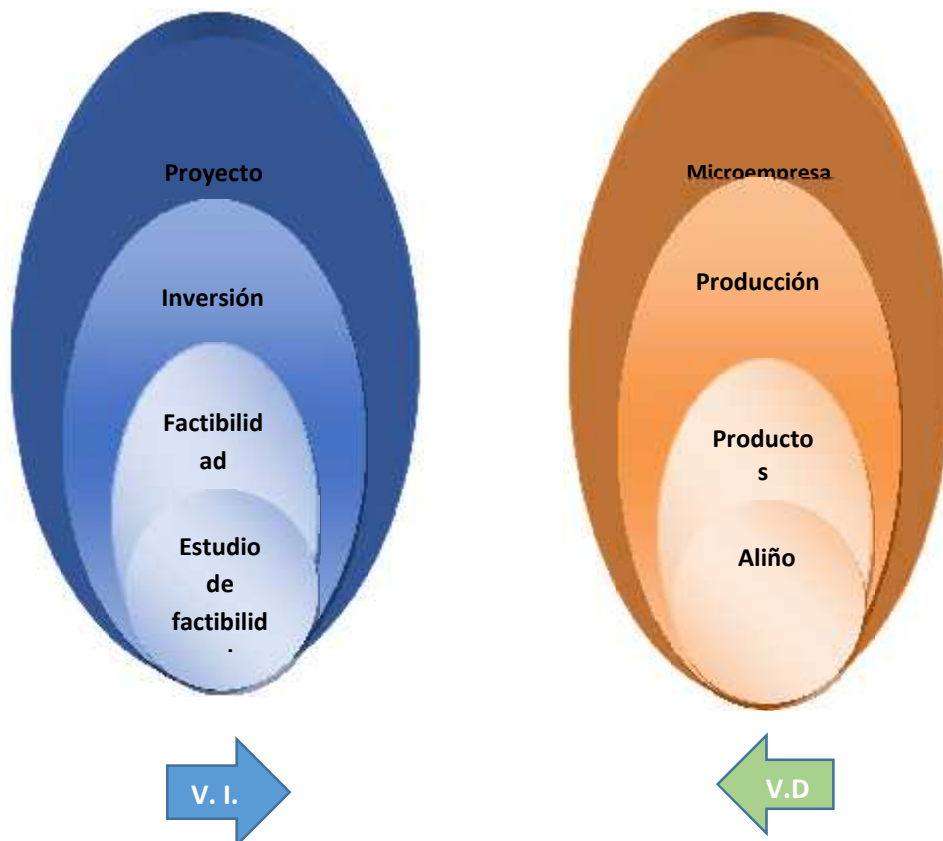 Proyecto
Inversión
Factibilid
ad
Estudio
de
factibilid
V. I.
Microempresa
Producción
Producto
s
Aliño
V.D